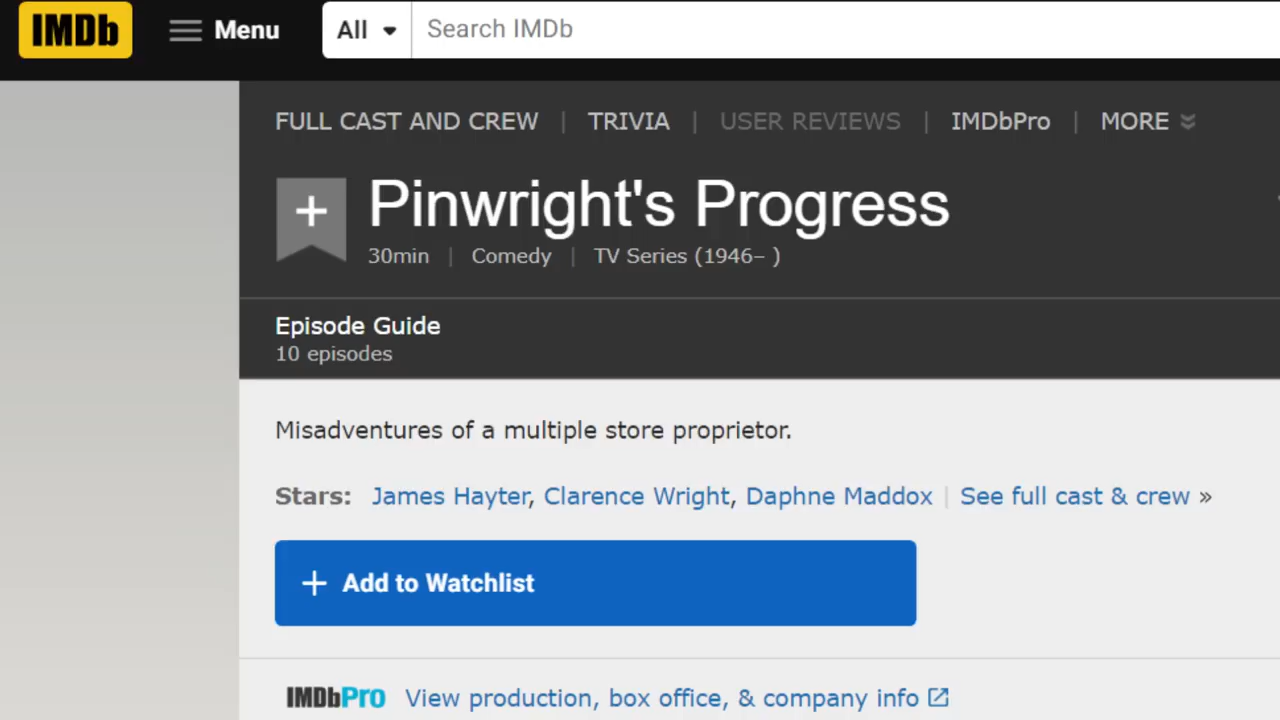 IMDb Menu All Search IMDb
FULL CAST AND CREW | TRIVIA | USER REVIEWS | IMDbPro | MORE
+ Pinwright's Progress
30min | Comedy | TV Series (1946– )
Episode Guide
10 episodes
Misadventures of a multiple store proprietor.
Stars: James Hayter, Clarence Wright, Daphne Maddox | See full cast & crew »
+ Add to Watchlist
IMDbPro View production, box office, & company info